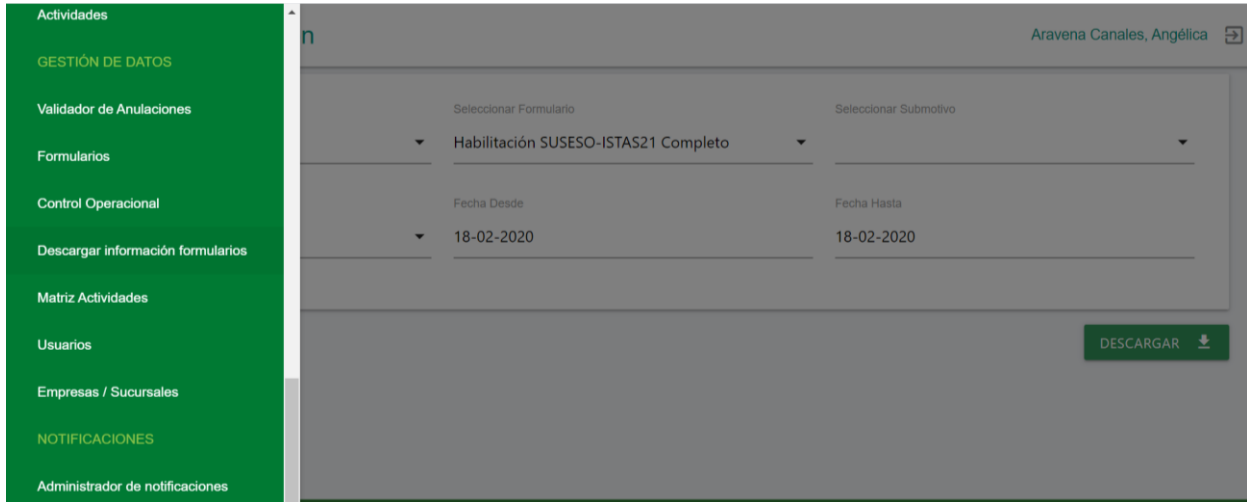 Actividades
GESTIÓN DE DATOS
Validador de Anulaciones
Formularios
Control Operacional
Descargar información formularios
Matriz Actividades
Usuarios
Empresas / Sucursales
NOTIFICACIONES
Administrador de notificaciones
n
Aravena Canales, Angélica
Seleccionar Formulario
Habilitación SUSESO-ISTAS21 Completo
Seleccionar Submotivo
Fecha Desde
18-02-2020
Fecha Hasta
18-02-2020
DESCARGAR